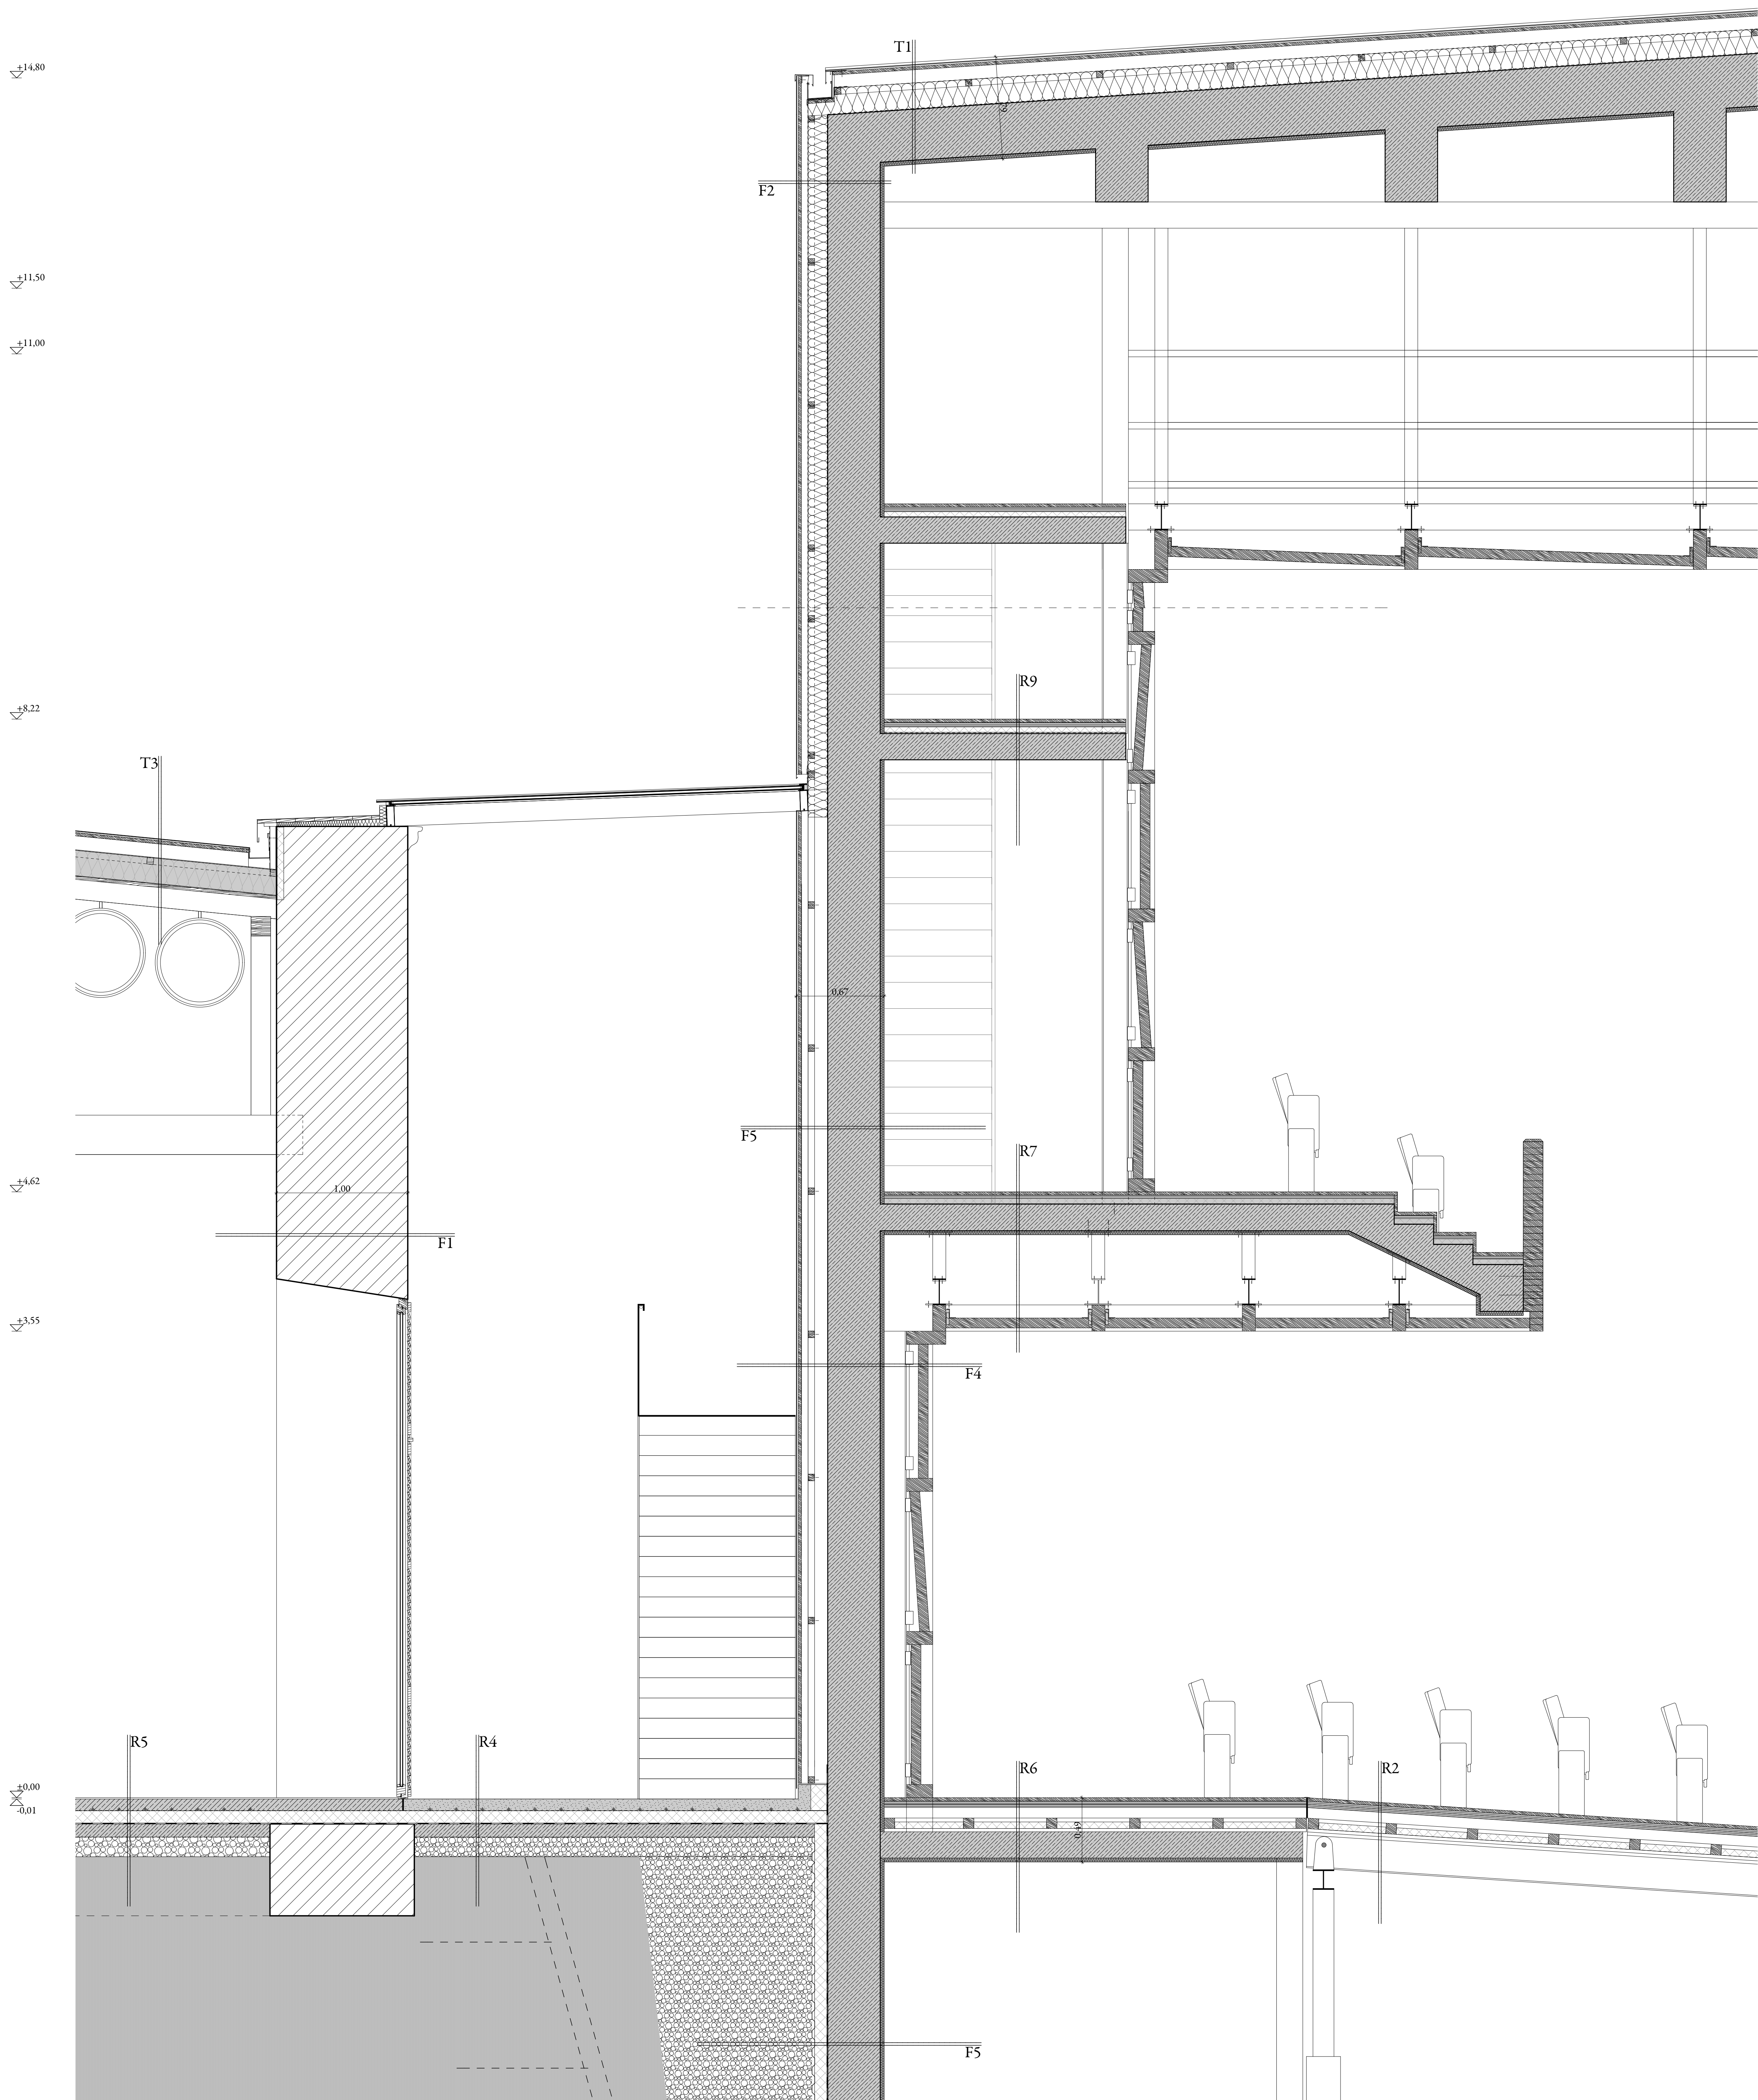 T1
+14,80
F2
+11,50
+11,00
R9
+8,22
T3
0,67
F5
R7
+4,62
1,00
F1
+3,55
F4
R5
R4
R6
R2
+0,00
-0,01
0,49
F5